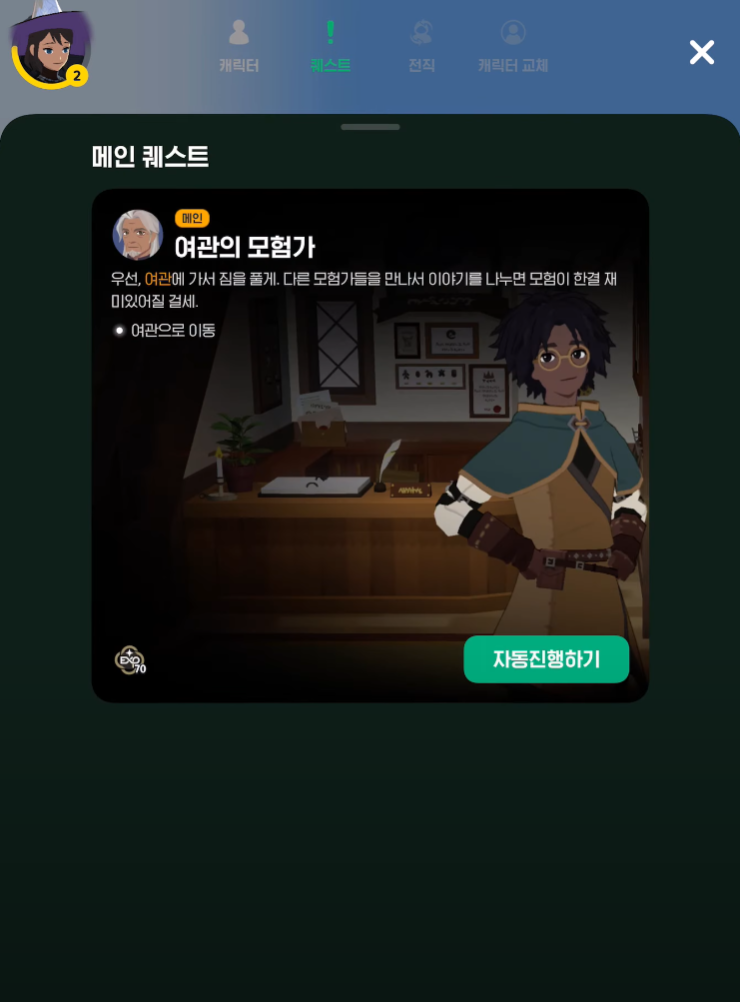 2
캐릭터
퀘스트
전직
캐릭터 교체
메인 퀘스트
메인
여관의 모험가
우선, 여관에 가서 짐을 풀게. 다른 모험가들을 만나서 이야기를 나누면 모험이 한결 재
미있어질 걸세.
여관으로 이동
EXP
70
자동진행하기